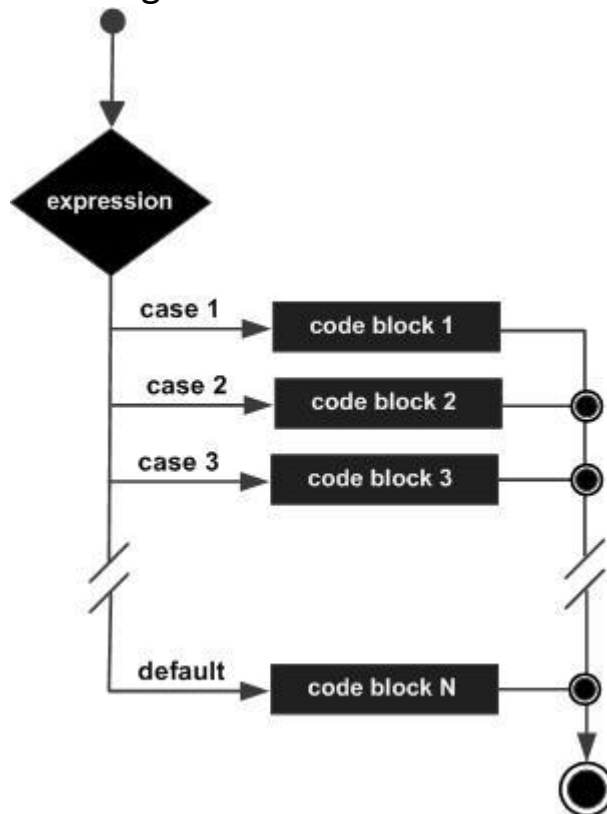 expression
case 1
code block 1
case 2
code block 2
case 3
code block 3
default
code block N